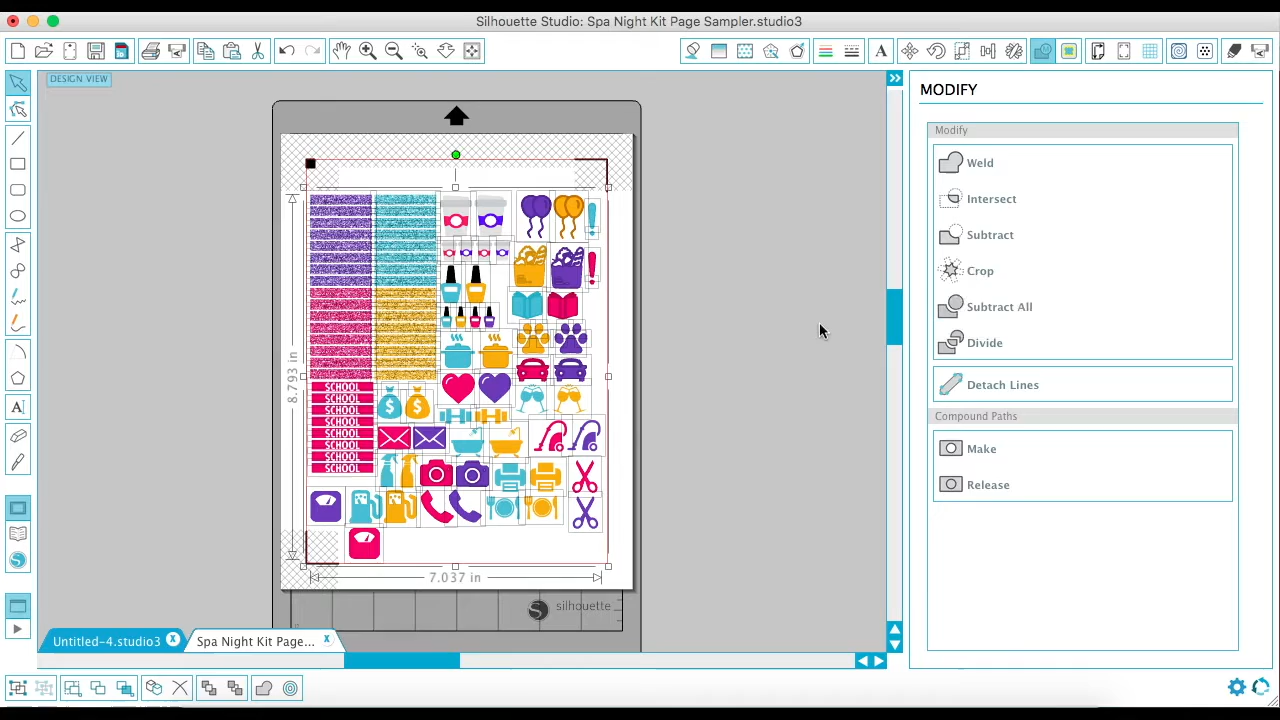 Silhouette Studio: Spa Night Kit Page Sampler.studio3
A
DESIGN VIEW
MODIFY
Modify
Weld
Intersect
Subtract
Crop
Subtract All
Divide
Detach Lines
Compound Paths
Make
Release
A
8.793 in
SCHOOL
SCHOOL
SCHOOL
SCHOOL
SCHOOL
SCHOOL
SCHOOL
SCHOOL
$ $
7.037 in
S silhouette
S
Untitled-4.studio3 x
Spa Night Kit Page... x